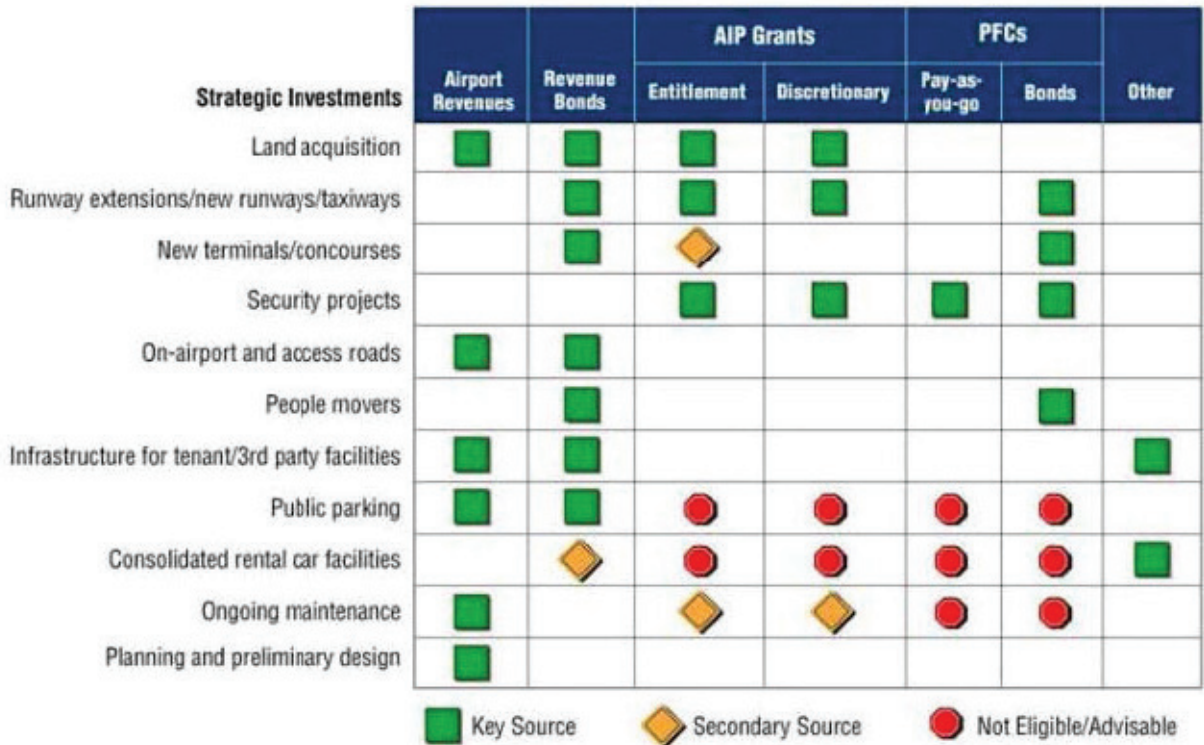 AIP Grants
PFCs
Strategic Investments
Airport
Revenues
Revenue
Bonds
Entitlement
Discretionary
Pay-as-
you-go
Bonds
Other
Land acquisition
Runway extensions/new runways/taxiways
New terminals/concourses
Security projects
On-airport and access roads
People movers
Infrastructure for tenant/3rd party facilities
Public parking
Consolidated rental car facilities
Ongoing maintenance
Planning and preliminary design
Key Source
Secondary Source
Not Eligible/Advisable